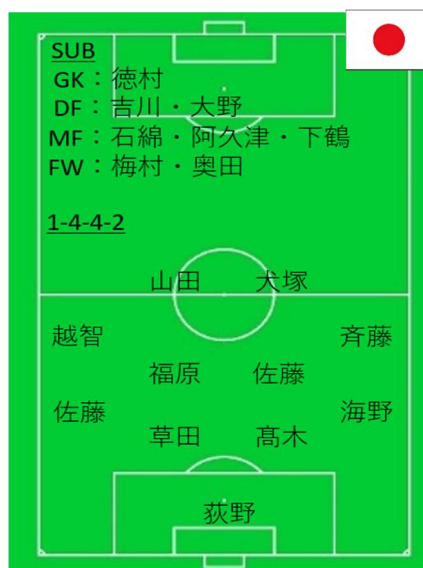 SUB
GK：徳村
DF：吉川・大野
MF：石綿・阿久津・下鶴
FW：梅村・奥田
1-4-4-2
山田 犬塚
越智 斉藤
福原 佐藤
佐藤 海野
草田 髙木
荻野